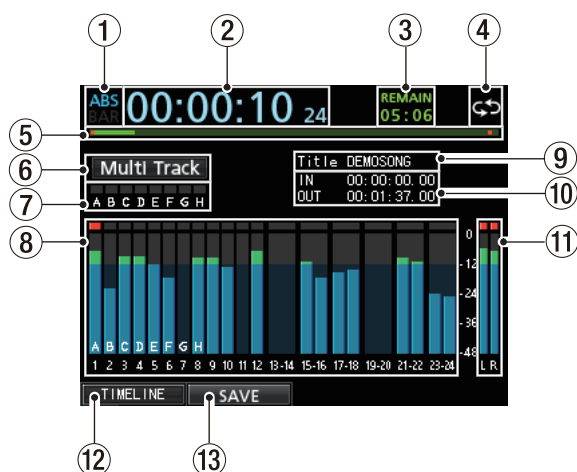 1 2 3 4
ABS 00:00:10 24 REMAIN
BAR 05:06
5
6 Multi Track Title DEMOSONG 9
IN 00:00:00.00
7 A B C D E F G H OUT 00:01:37.00 10
8 0 11
-12
-24
-36
A B C D E F G H -48
1 2 3 4 5 6 7 8 9 10 11 12 13-14 15-16 17-18 19-20 21-22 23-24 L R
TIMELINE SAVE
12 13